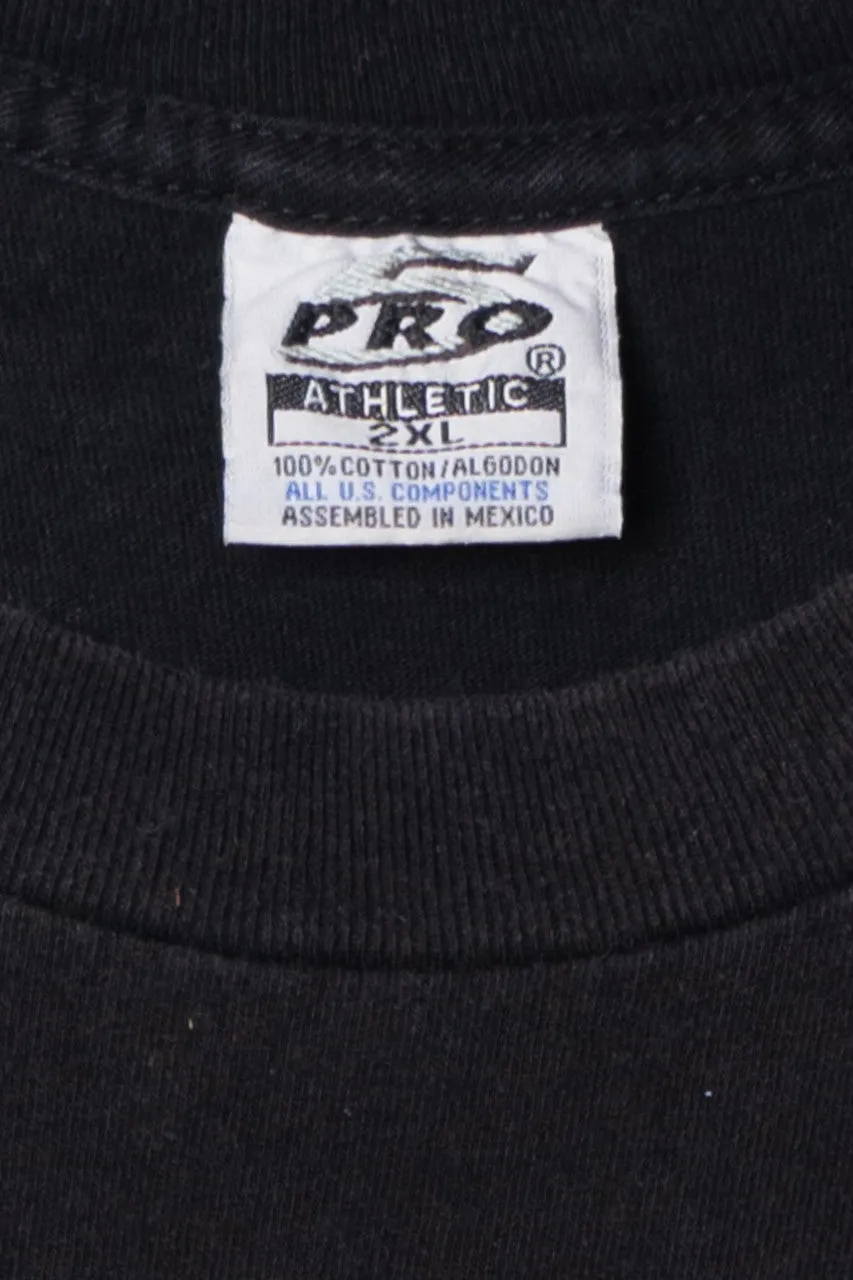 PRO
®
ATHLETIC
2XL
100% COTTON/ALGODON
ALL U.S. COMPONENTS
ASSEMBLED IN MEXICO